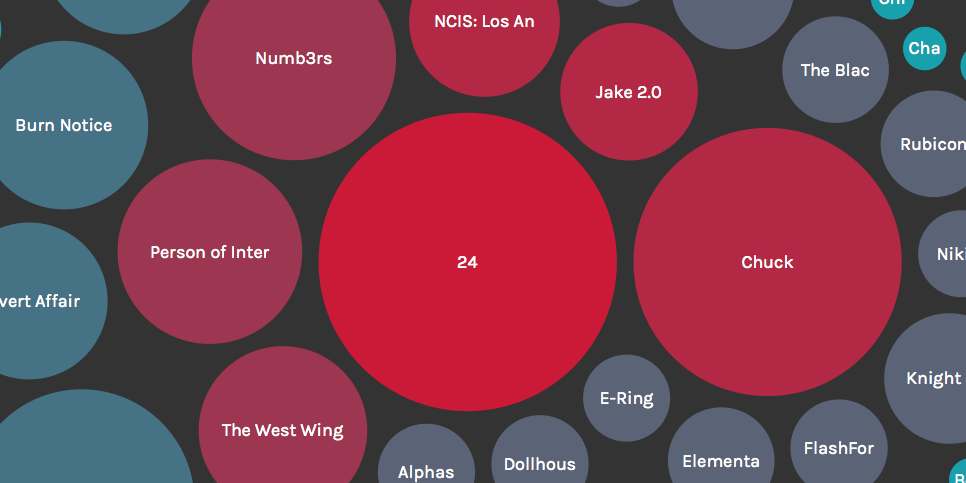 Chi
NCIS: Los An
Cha
Numb3rs
The Blac
Jake 2.0
Burn Notice
Rubicon
Person of Inter
Niki
24
Chuck
vert Affair
Knight
E-Ring
The West Wing
FlashFor
Elementa
Dollhous
Alphas